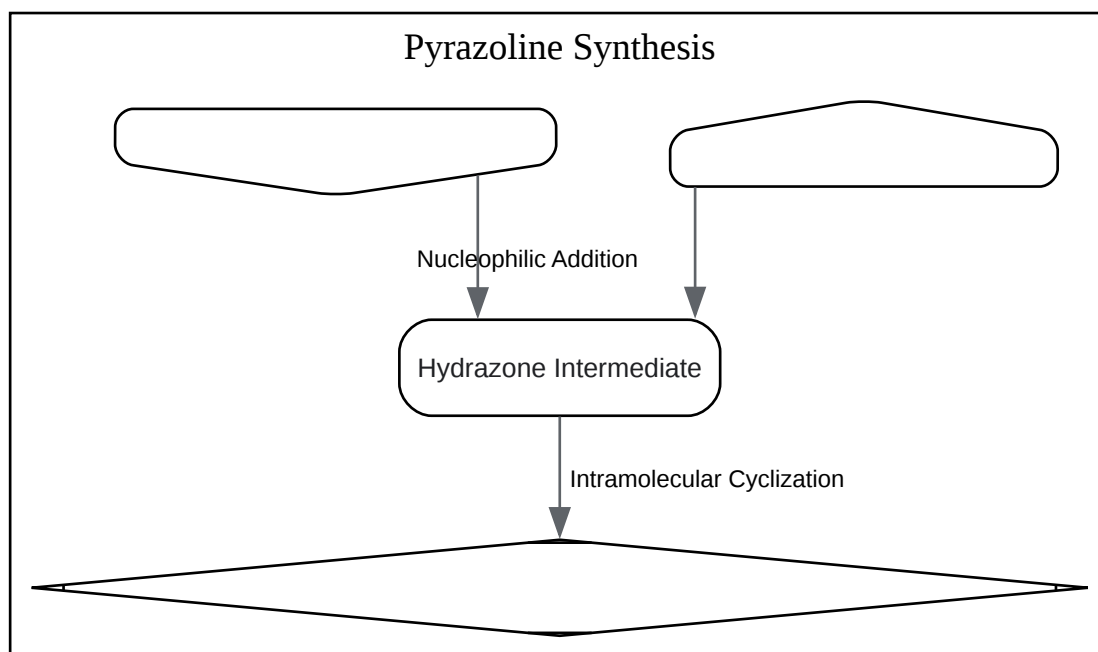 Pyrazoline Synthesis
Nucleophilic Addition
Hydrazone Intermediate
Intramolecular Cyclization